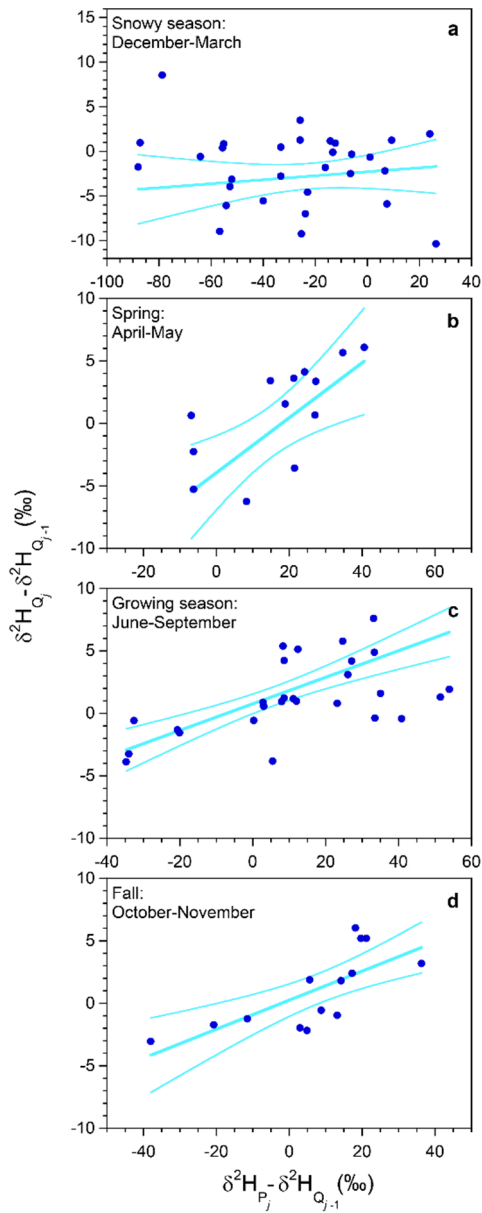 15
Snowy season:
December-March
a
10
5
0
-5
-10
-100 -80 -60 -40 -20 0 20 40
10
Spring:
April-May
b
5
0
-5
-10
-20 0 20 40 60
10
Growing season:
June-September
c
5
0
-5
-10
-40 -20 0 20 40 60
10
Fall:
October-November
d
5
0
-5
-10
-40 -20 0 20 40
δ²H_Qj-δ²H_Qj-1 (‰)
δ²H_Pj-δ²H_Qj-1 (‰)